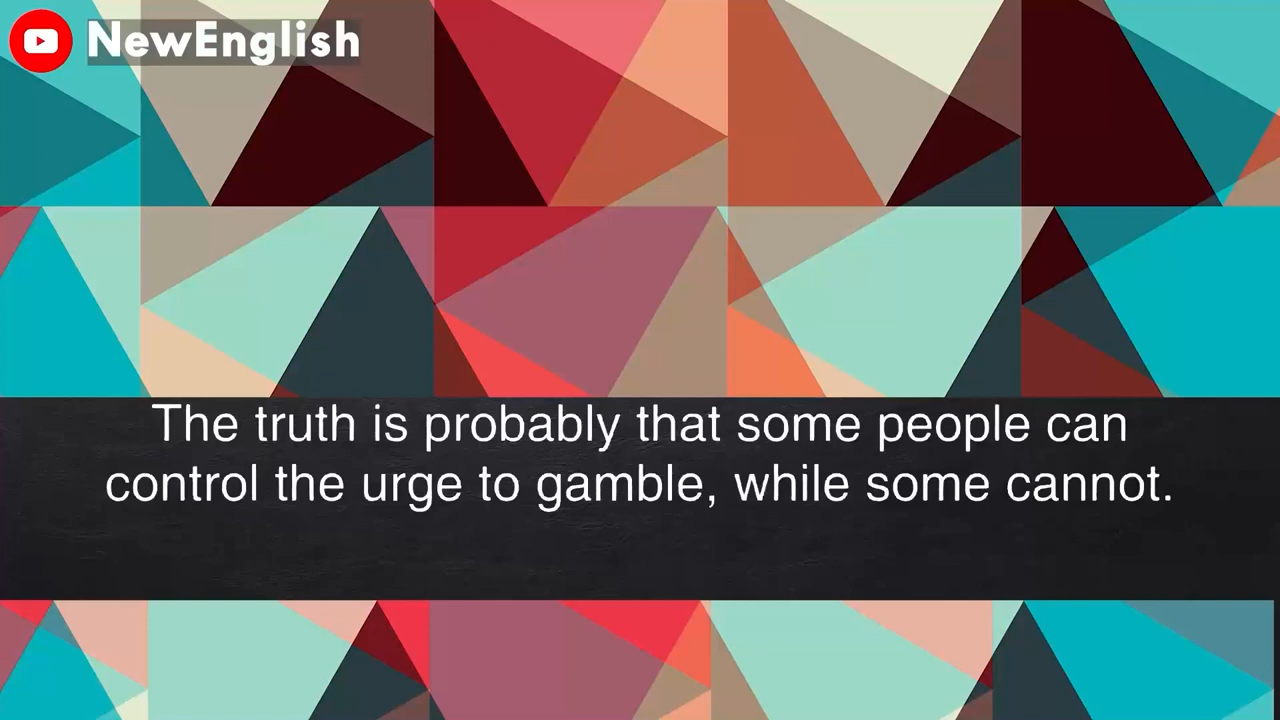 NewEnglish
The truth is probably that some people can
control the urge to gamble, while some cannot.